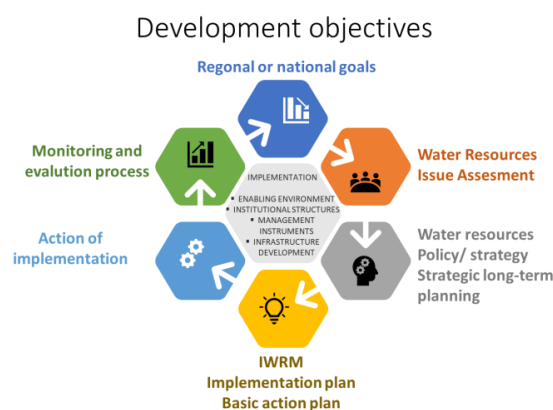 Development objectives
Regonal or national goals
Water Resources
Issue Assesment
Water resources
Policy/ strategy
Strategic long-term
planning
IWRM
Implementation plan
Basic action plan
Action of
implementation
Monitoring and
evalution process
IMPLEMENTATION
▪ ENABLING ENVIRONMENT
▪ INSTITUTIONAL STRUCTURES
▪ MANAGEMENT
INSTRUMENTS
▪ INFRASTRUCTURE
DEVELOPMENT